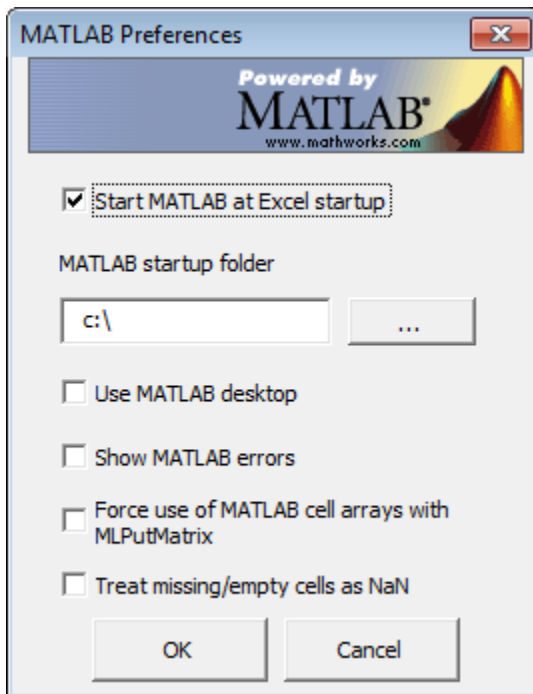 MATLAB Preferences
Powered by
MATLAB®
www.mathworks.com
Start MATLAB at Excel startup
MATLAB startup folder
c:\
...
Use MATLAB desktop
Show MATLAB errors
Force use of MATLAB cell arrays with
MLPutMatrix
Treat missing/empty cells as NaN
OK Cancel